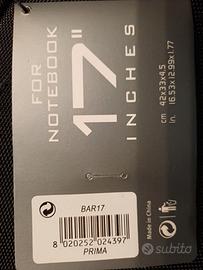 FOR
NOTEBOOK
17"
INCHES
cm 42x33x4.5
in. 16.53x12.99x1.77
BAR17
8 020252 024397
PRIMA
Made in China
subito